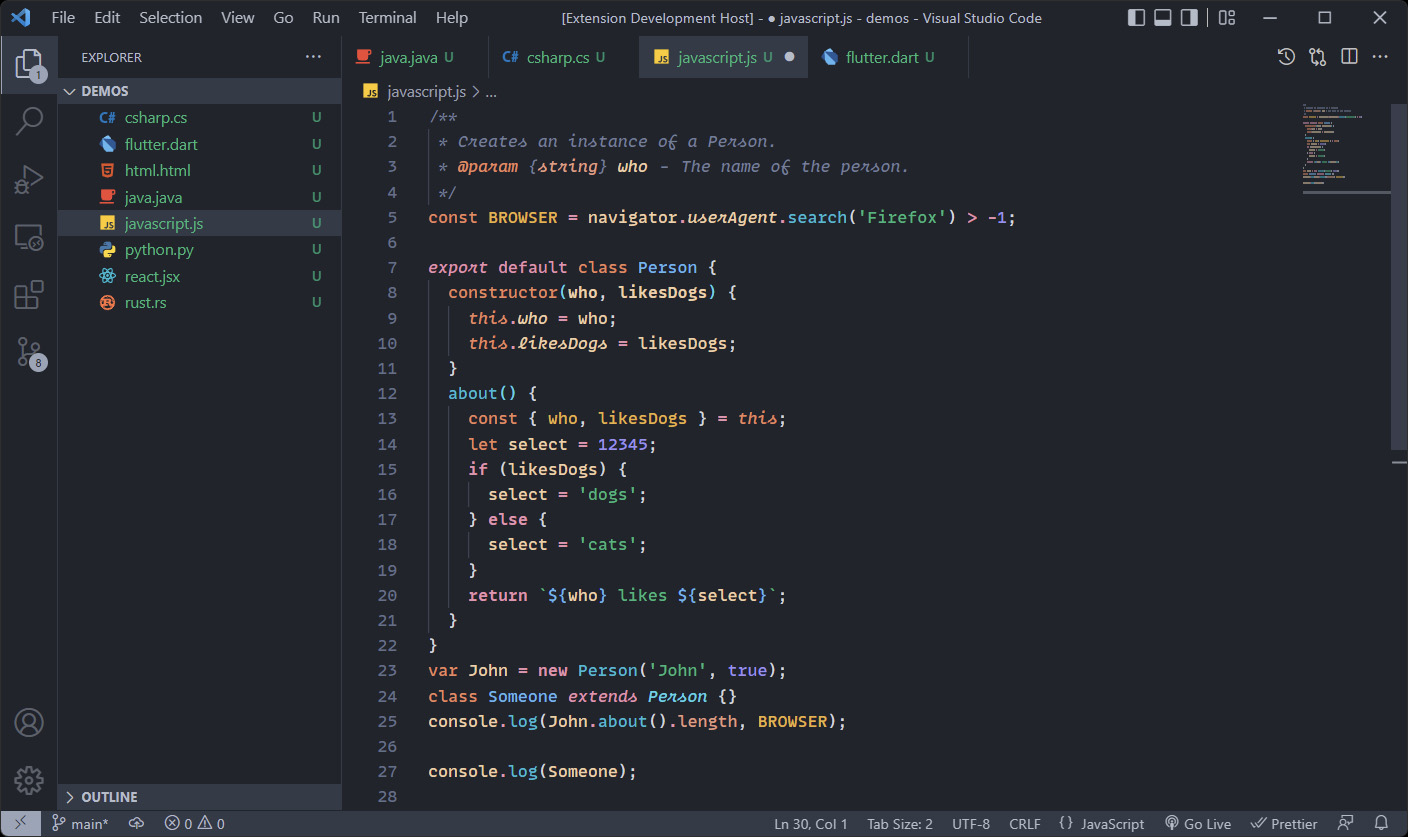 File Edit Selection View Go Run Terminal Help [Extension Development Host] - ● javascript.js - demos - Visual Studio Code
EXPLORER ···
1
DEMOS
C# csharp.cs U
flutter.dart U
html.html U
java.java U
JS javascript.js U
python.py U
react.jsx U
rust.rs U
8
OUTLINE
java.java U C# csharp.cs U JS javascript.js U ● flutter.dart U
JS javascript.js > ...
1 /**
2  * Creates an instance of a Person.
3  * @param {string} who - The name of the person.
4  */
5 const BROWSER = navigator.userAgent.search('Firefox') > -1;
6
7 export default class Person {
8   constructor(who, likesDogs) {
9     this.who = who;
10     this.likesDogs = likesDogs;
11   }
12   about() {
13     const { who, likesDogs } = this;
14     let select = 12345;
15     if (likesDogs) {
16       select = 'dogs';
17     } else {
18       select = 'cats';
19     }
20     return `${who} likes ${select}`;
21   }
22 }
23 var John = new Person('John', true);
24 class Someone extends Person {}
25 console.log(John.about().length, BROWSER);
26
27 console.log(Someone);
28
main* 0 0 Ln 30, Col 1 Tab Size: 2 UTF-8 CRLF {} JavaScript Go Live Prettier